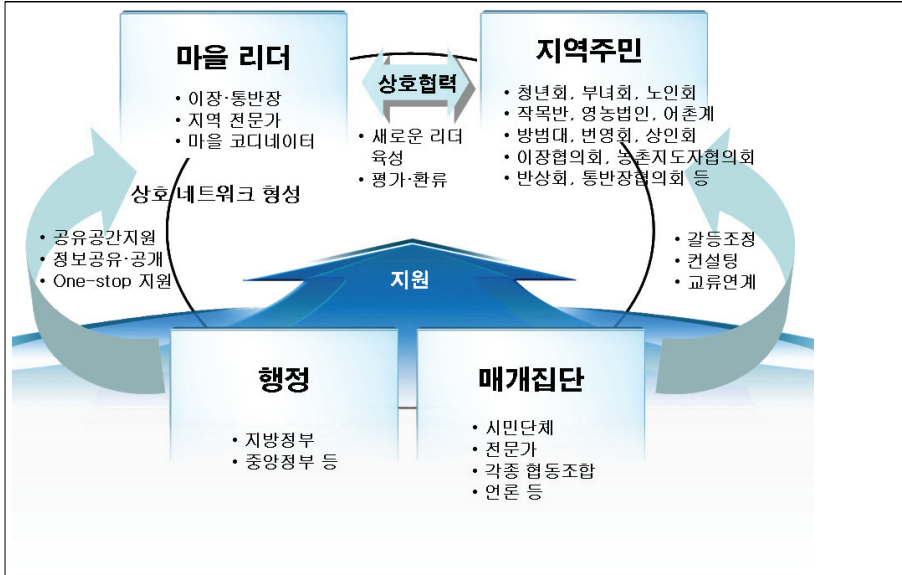 마을 리더
• 이장·통반장
• 지역 전문가
• 마을 코디네이터
상호협력
• 새로운 리더
육성
• 평가·환류
지역주민
• 청년회, 부녀회, 노인회
• 작목반, 영농법인, 어촌계
• 방범대, 번영회, 상인회
• 이장협의회, 농촌지도자협의회
• 반상회, 통반장협의회 등
상호 네트워크 형성
• 공유공간지원
• 정보공유·공개
• One-stop 지원
지원
• 갈등조정
• 컨설팅
• 교류연계
행정
• 지방정부
• 중앙정부 등
매개집단
• 시민단체
• 전문가
• 각종 협동조합
• 언론 등